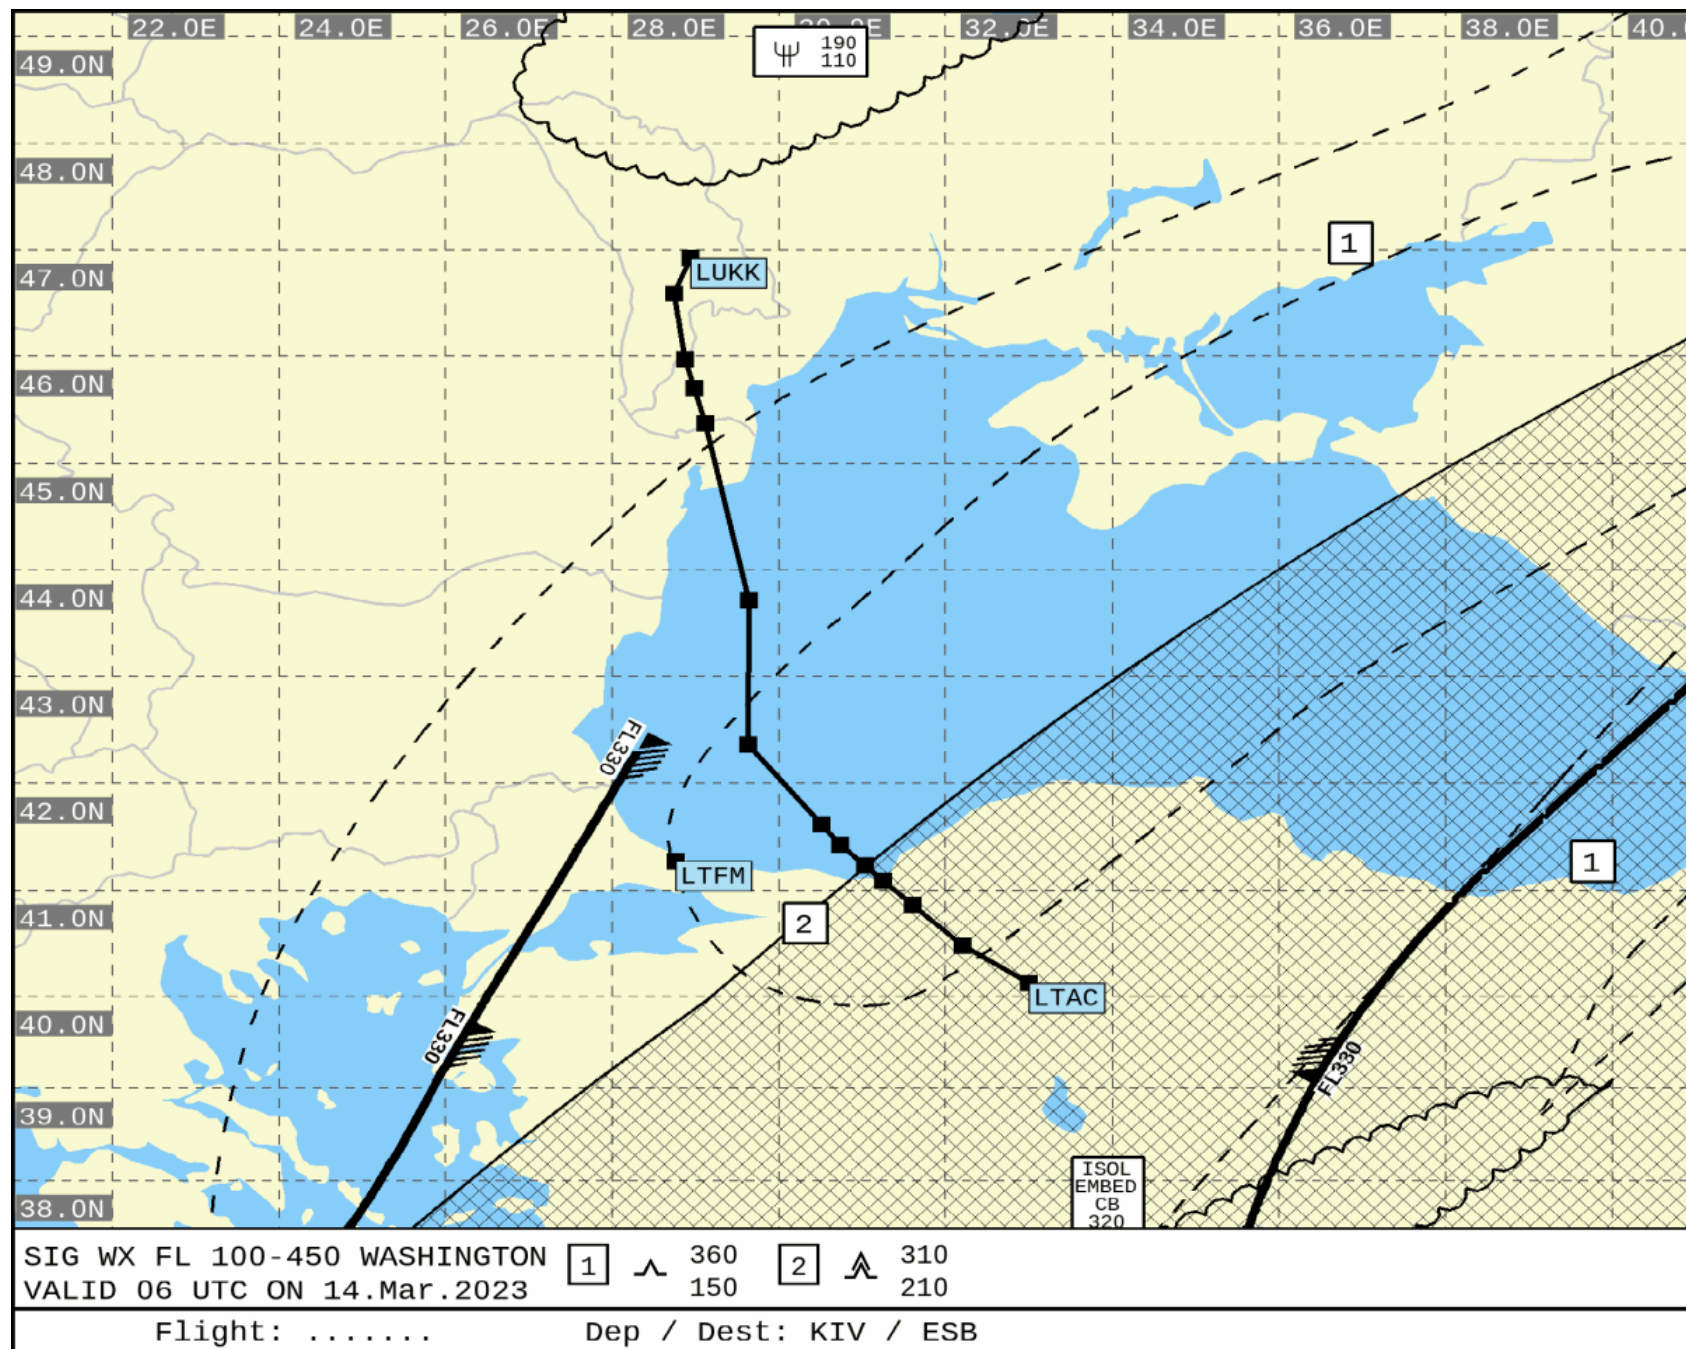 22.0E 24.0E 26.0E 28.0E 30.0E 32.0E 34.0E 36.0E 38.0E 40.0
190
110
49.0N
48.0N
1
47.0N
LUKK
46.0N
45.0N
44.0N
43.0N
FL330
42.0N
LTFM
1
41.0N
2
LTAC
40.0N
FL330
FL330
39.0N
38.0N
ISOL
EMBED
CB
320
SIG WX FL 100-450 WASHINGTON
VALID 06 UTC ON 14.Mar.2023
1 360
150
2 310
210
Flight: ....... Dep / Dest: KIV / ESB